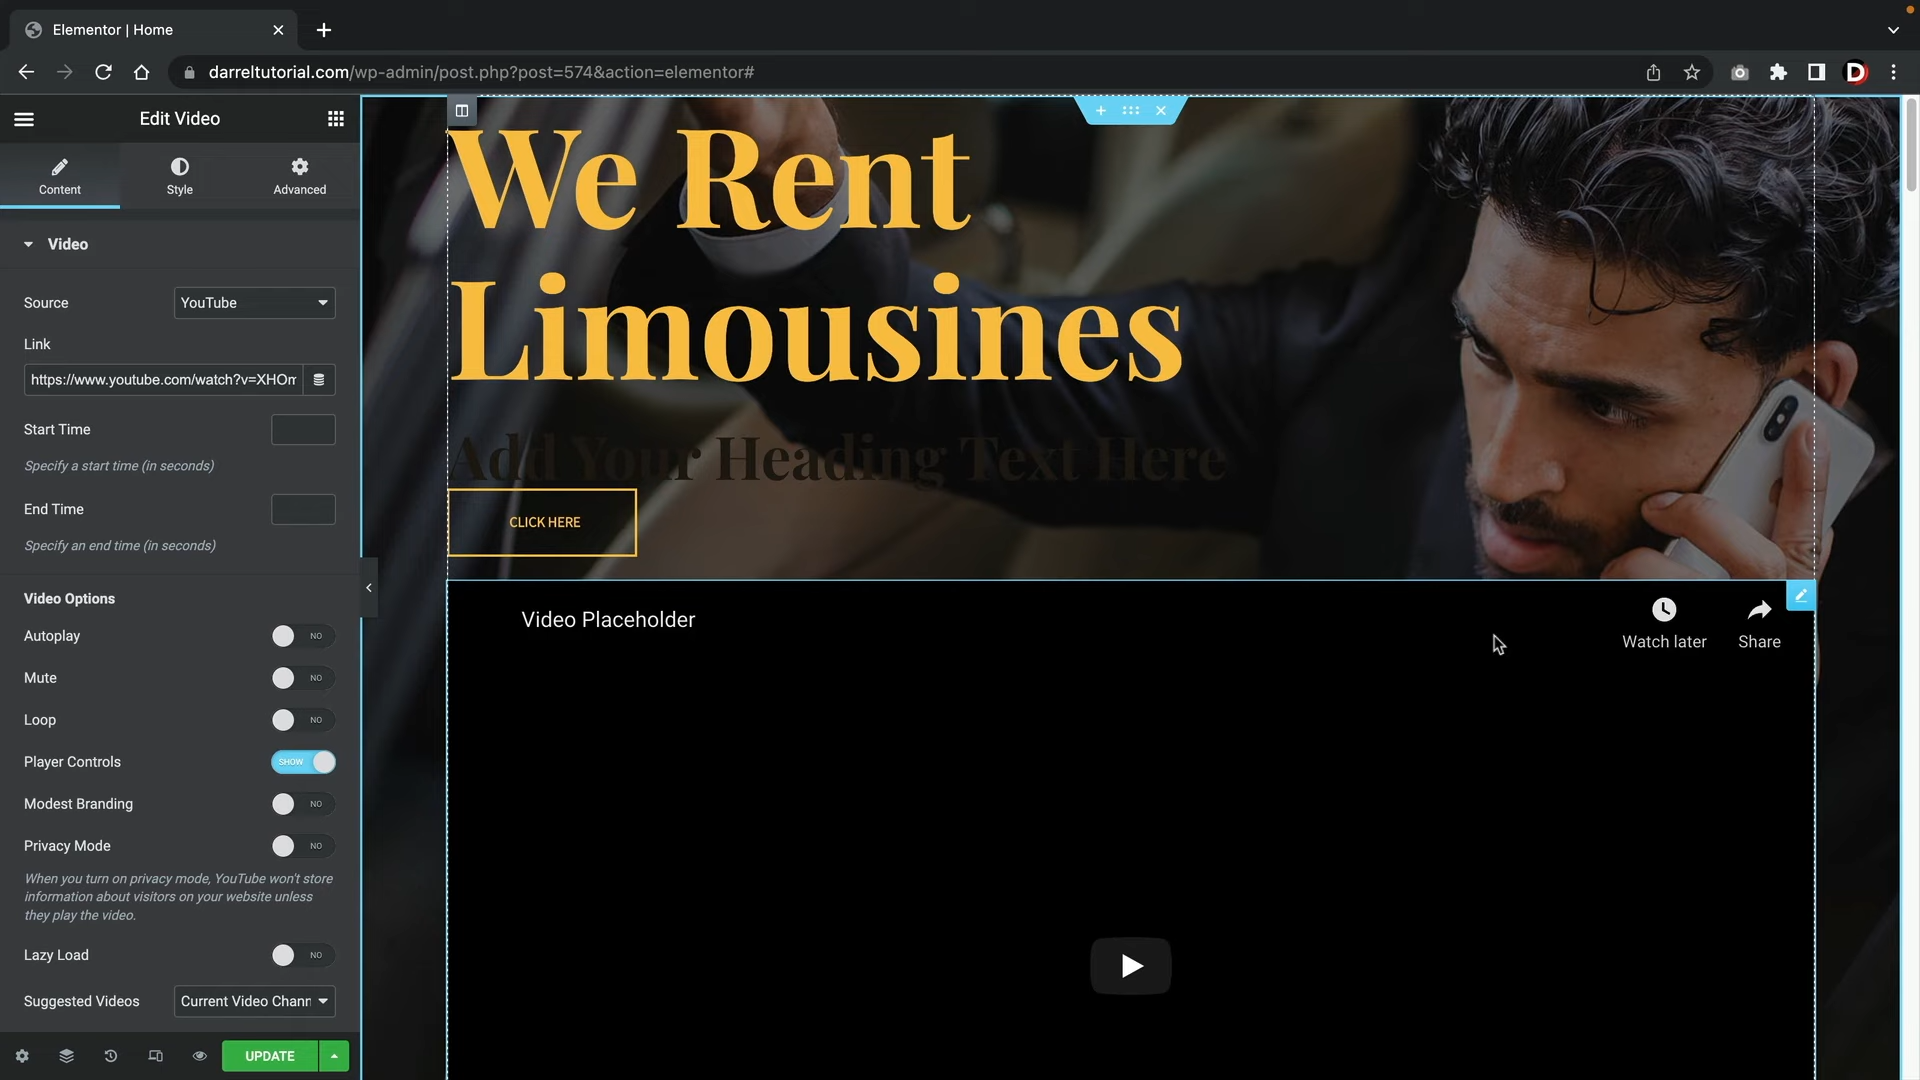 Elementor | Home
darreltutorial.com/wp-admin/post.php?post=574&action=elementor#
D
Edit Video
Content
Style
Advanced
Video
Source
YouTube
Link
https://www.youtube.com/watch?v=XHOm
Start Time
Specify a start time (in seconds)
End Time
Specify an end time (in seconds)
Video Options
Autoplay
NO
Mute
NO
Loop
NO
Player Controls
SHOW
Modest Branding
NO
Privacy Mode
NO
When you turn on privacy mode, YouTube won't store
information about visitors on your website unless
they play the video.
Lazy Load
NO
Suggested Videos
Current Video Chann
UPDATE
We Rent
Limousines
Add Your Heading Text Here
CLICK HERE
Video Placeholder
Watch later
Share